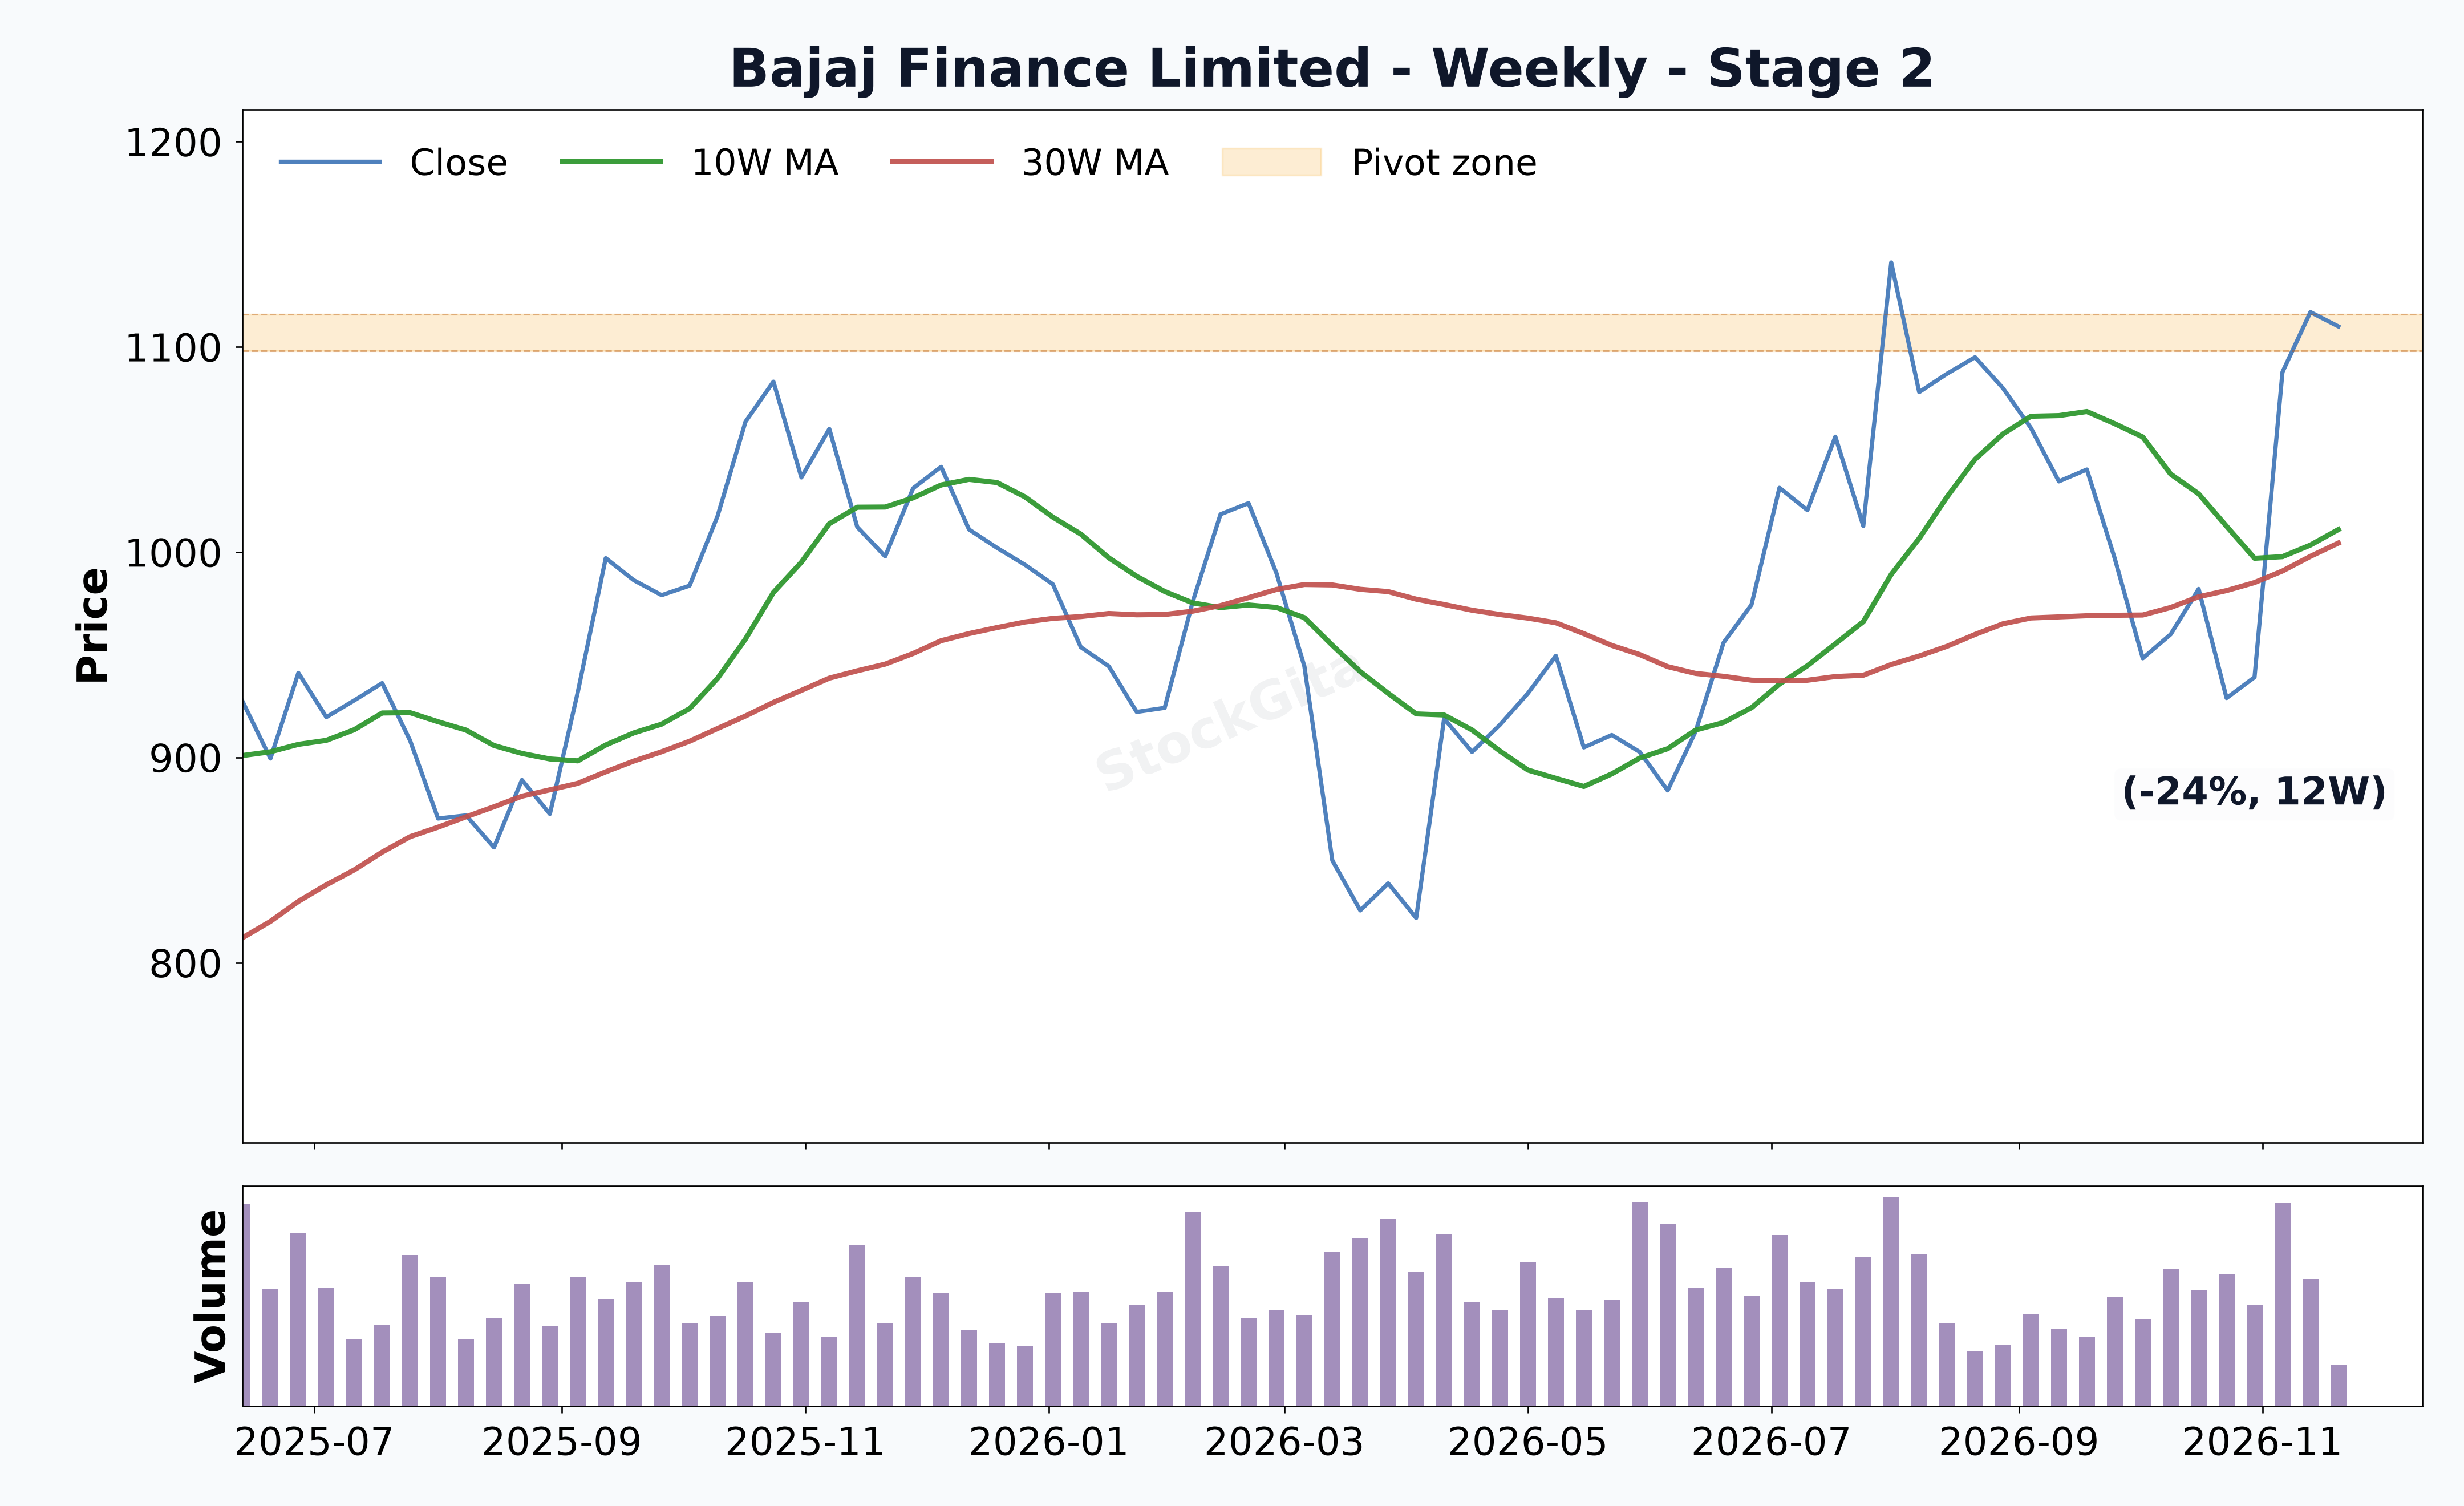 Bajaj Finance Limited - Weekly - Stage 2
Close 10W MA 30W MA Pivot zone
1200
1100
1000
900
800
Price
StockGita
(-24%, 12W)
Volume
2025-07 2025-09 2025-11 2026-01 2026-03 2026-05 2026-07 2026-09 2026-11